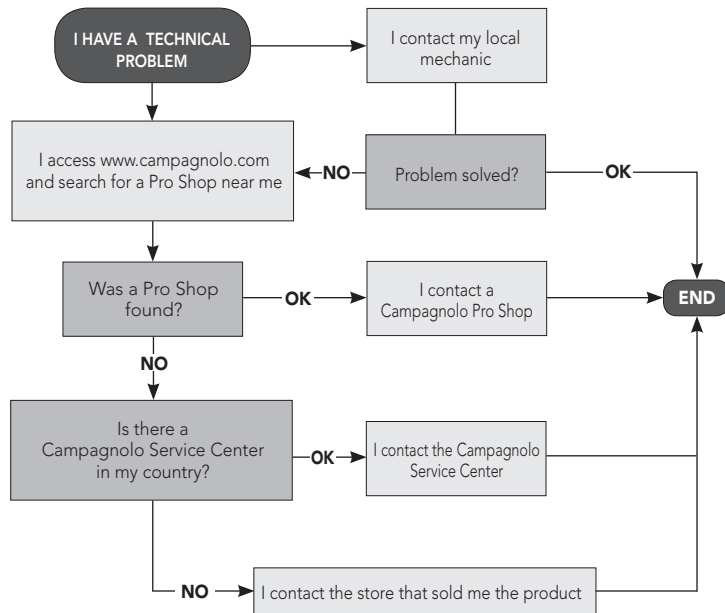 I HAVE A TECHNICAL
PROBLEM
I contact my local
mechanic
I access www.campagnolo.com
and search for a Pro Shop near me
NO
Problem solved?
OK
Was a Pro Shop
found?
OK
I contact a
Campagnolo Pro Shop
END
NO
Is there a
Campagnolo Service Center
in my country?
OK
I contact the Campagnolo
Service Center
NO
I contact the store that sold me the product